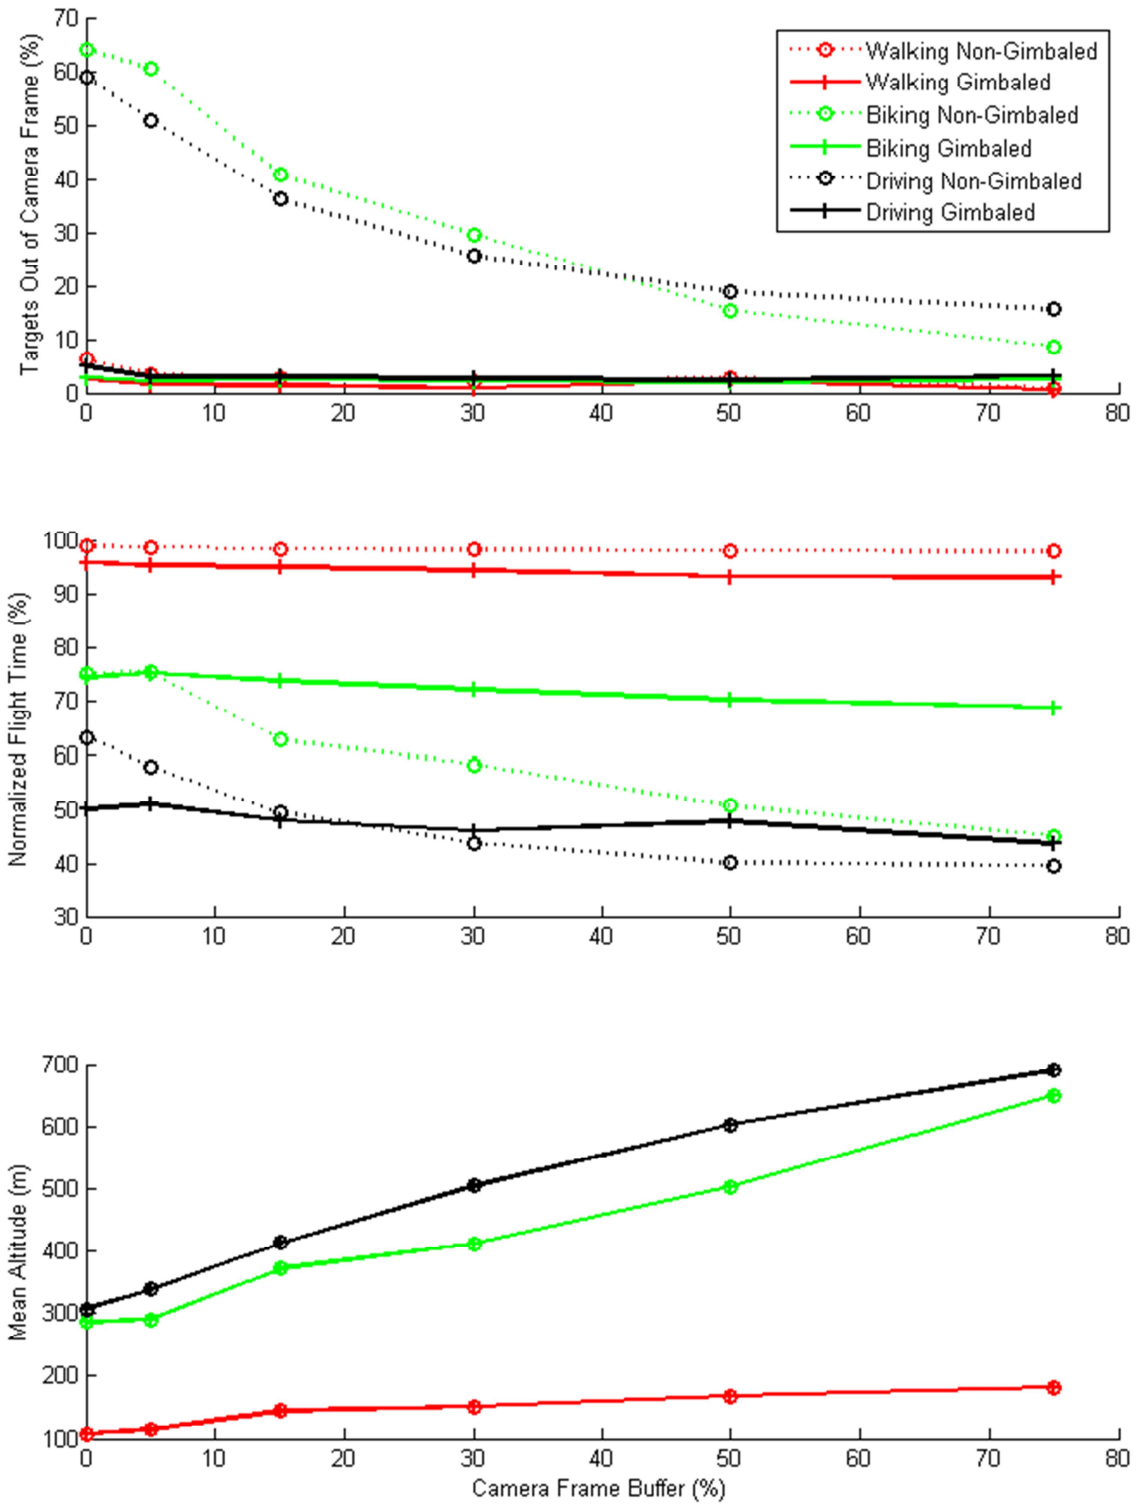 Targets Out of Camera Frame (%)
70
60
50
40
30
20
10
0
0 10 20 30 40 50 60 70 80
Walking Non-Gimbaled
Walking Gimbaled
Biking Non-Gimbaled
Biking Gimbaled
Driving Non-Gimbaled
Driving Gimbaled
Normalized Flight Time (%)
100
90
80
70
60
50
40
30
0 10 20 30 40 50 60 70 80
Mean Altitude (m)
700
600
500
400
300
200
100
0 10 20 30 40 50 60 70 80
Camera Frame Buffer (%)